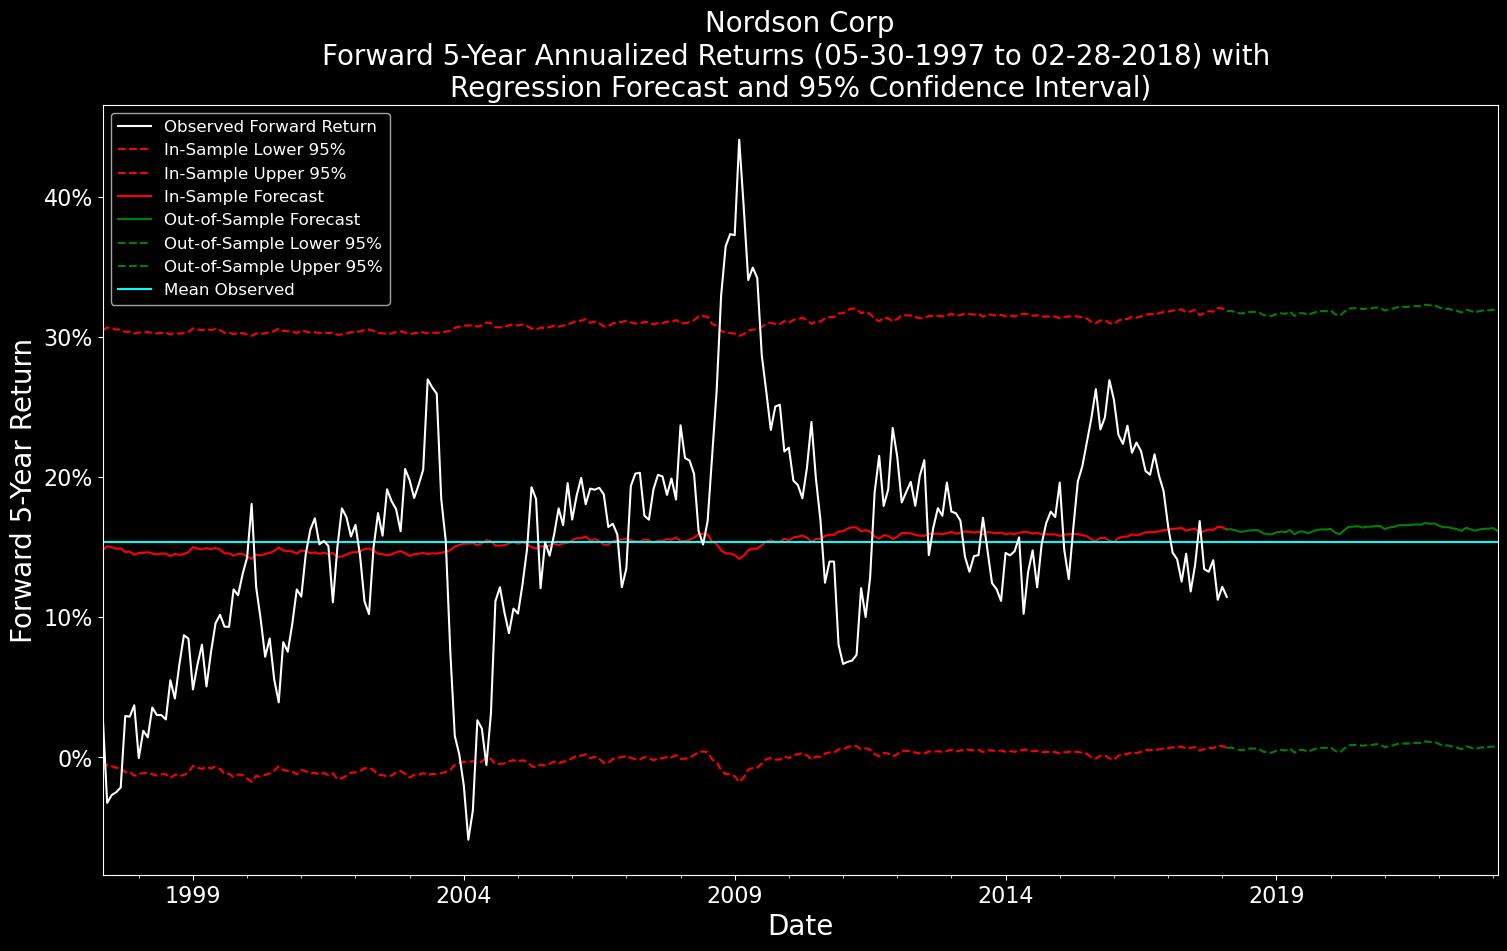 Nordson Corp
Forward 5-Year Annualized Returns (05-30-1997 to 02-28-2018) with
Regression Forecast and 95% Confidence Interval)
Observed Forward Return
In-Sample Lower 95%
In-Sample Upper 95%
In-Sample Forecast
Out-of-Sample Forecast
Out-of-Sample Lower 95%
Out-of-Sample Upper 95%
Mean Observed
Forward 5-Year Return
40%
30%
20%
10%
0%
1999 2004 2009 2014 2019
Date